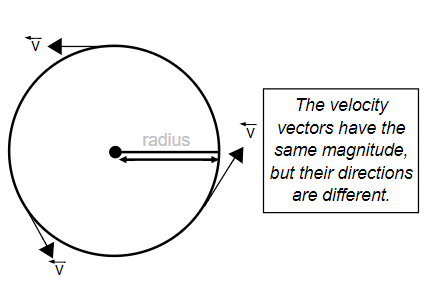 V
radius
V
V
The velocity
vectors have the
same magnitude,
but their directions
are different.